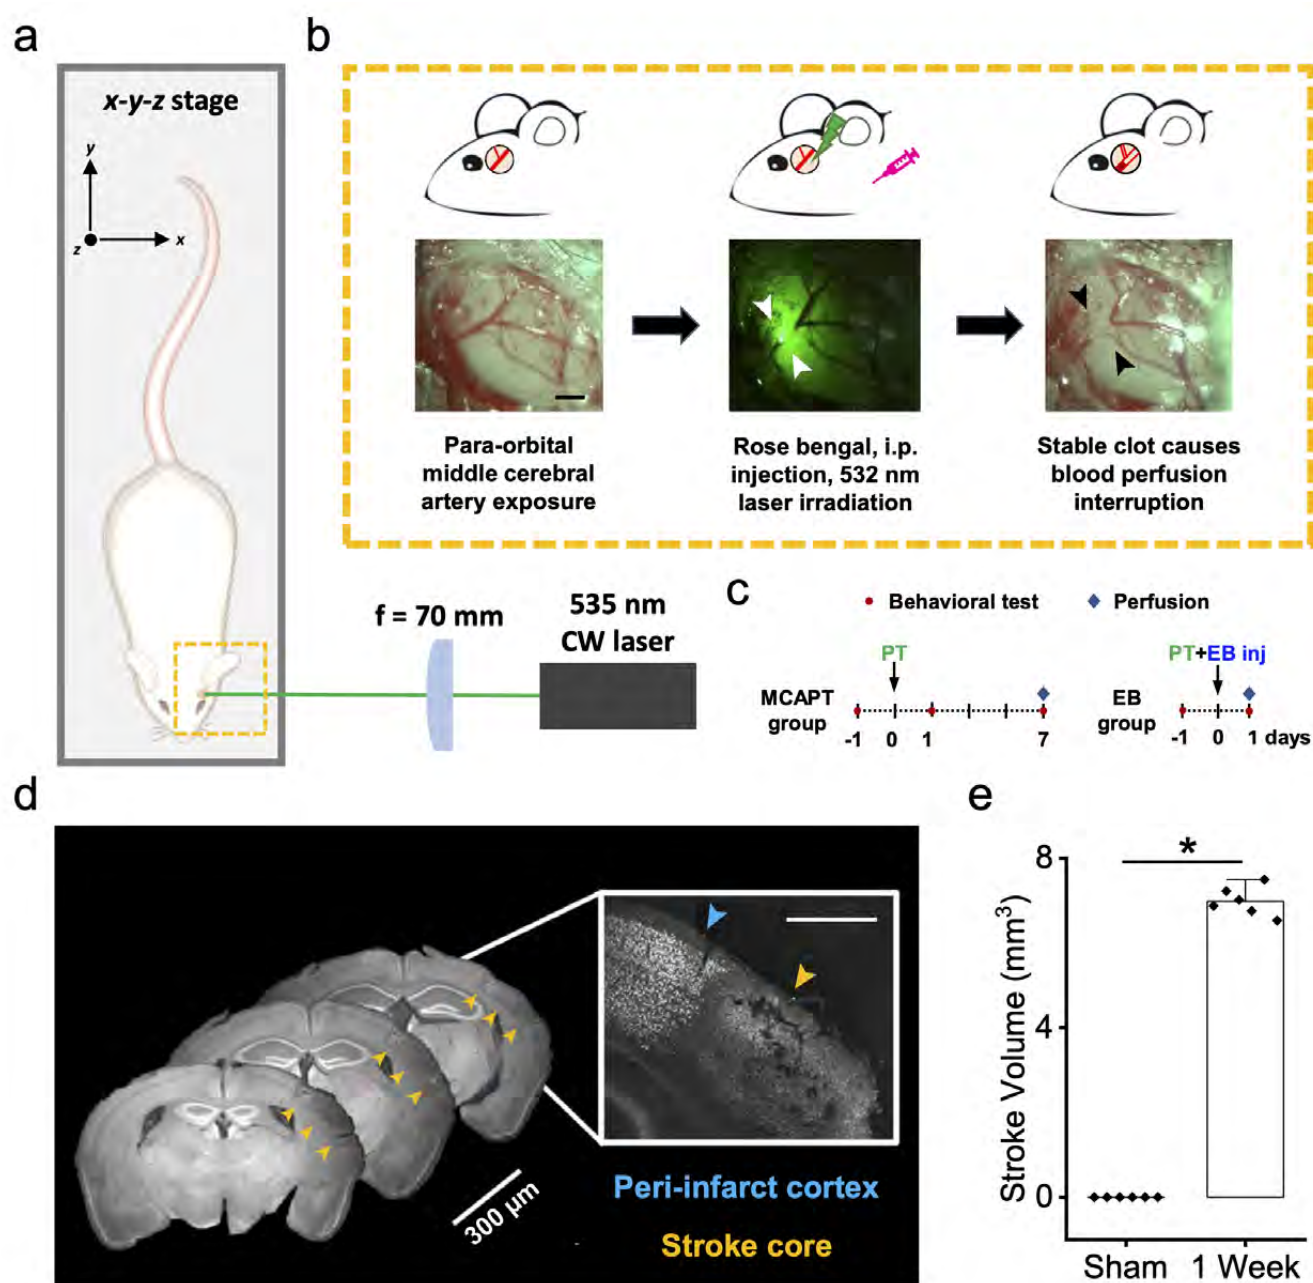 a
x-y-z stage
y
z
x
b
Para-orbital
middle cerebral
artery exposure
Rose bengal, i.p.
injection, 532 nm
laser irradiation
Stable clot causes
blood perfusion
interruption
f = 70 mm
535 nm
CW laser
c
Behavioral test
Perfusion
PT
MCAPT
group
-1 0 1 7
PT+EB inj
EB
group
-1 0 1 days
d
300 μm
Peri-infarct cortex
Stroke core
e
*
Stroke Volume (mm³)
8
4
0
Sham 1 Week